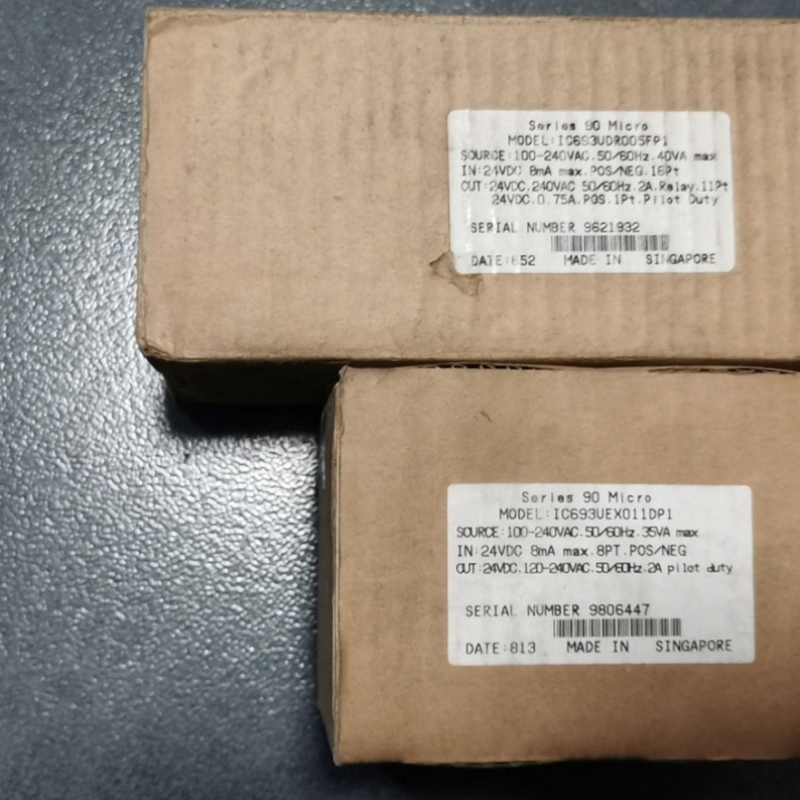 Series 90 Micro
MODEL:IC693UDR005FP1
SOURCE:100-240VAC.50/60Hz.40VA max
IN:24VDC 8mA max.POS/NEG.16Pt
OUT:24VDC.240VAC 50/60Hz.2A.Relay.11Pt
24VDC.0.75A.POS.1Pt.Pilot Duty
SERIAL NUMBER 9621932
DATE:652 MADE IN SINGAPORE
Series 90 Micro
MODEL:IC693UEX011DP1
SOURCE:100-240VAC.50/60Hz.35VA max
IN:24VDC 8mA max.8PT.POS/NEG
OUT:24VDC.120-240VAC.50/60Hz.2A pilot duty
SERIAL NUMBER 9806447
DATE:813 MADE IN SINGAPORE